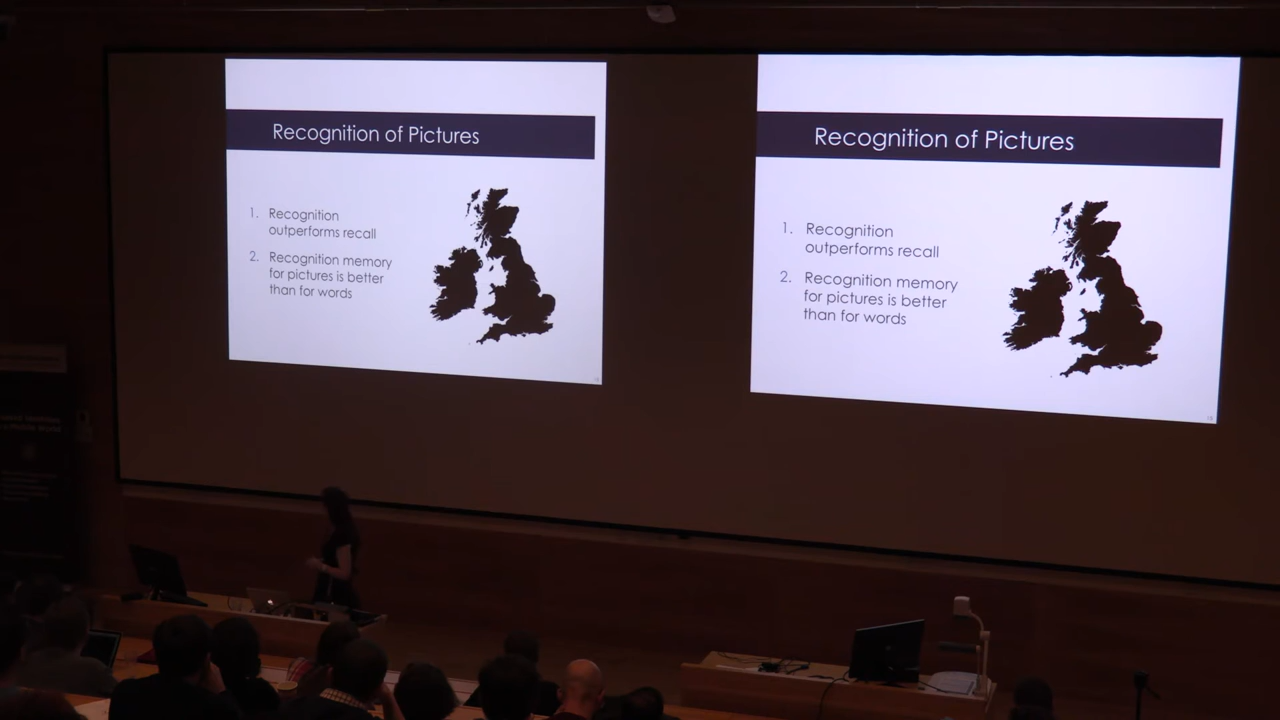 Recognition of Pictures
1. Recognition
outperforms recall
2. Recognition memory
for pictures is better
than for words
Recognition of Pictures
1. Recognition
outperforms recall
2. Recognition memory
for pictures is better
than for words